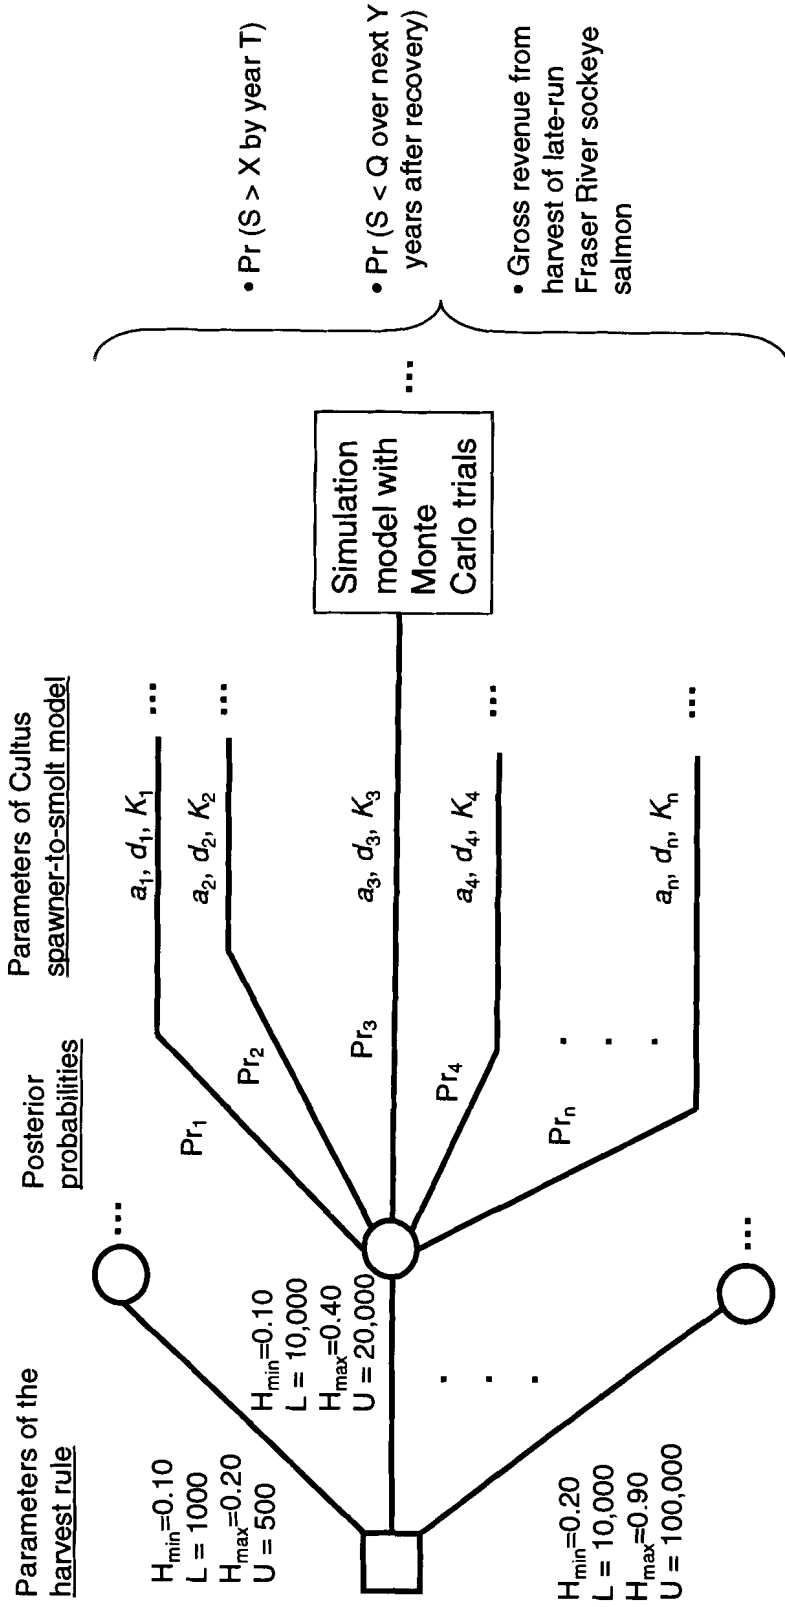 Parameters of the
harvest rule
Posterior
probabilities
Parameters of Cultus
spawner-to-smolt model
H_min=0.10
L = 1000
H_max=0.20
U = 500
H_min=0.10
L = 10,000
H_max=0.40
U = 20,000
. . .
H_min=0.20
L = 10,000
H_max=0.90
U = 100,000
...
...
Pr_1
Pr_2
Pr_3
Pr_4
Pr_n
. . .
a_1, d_1, K_1 ...
a_2, d_2, K_2 ...
a_3, d_3, K_3
a_4, d_4, K_4 ...
a_n, d_n, K_n ...
Simulation
model with
Monte
Carlo trials
...
• Pr (S > X by year T)
• Pr (S < Q over next Y
years after recovery)
• Gross revenue from
harvest of late-run
Fraser River sockeye
salmon